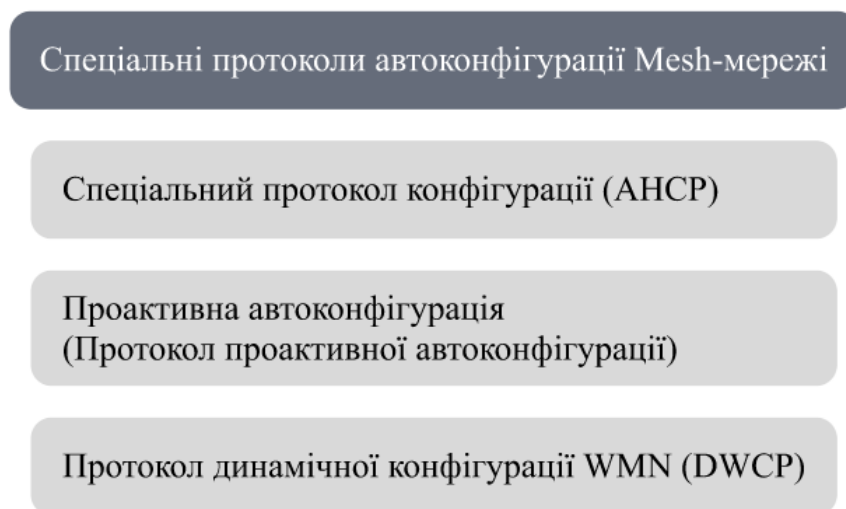 Спеціальні протоколи автоконфігурації Mesh-мережі
Спеціальний протокол конфігурації (AHCP)
Проактивна автоконфігурація
(Протокол проактивної автоконфігурації)
Протокол динамічної конфігурації WMN (DWCP)